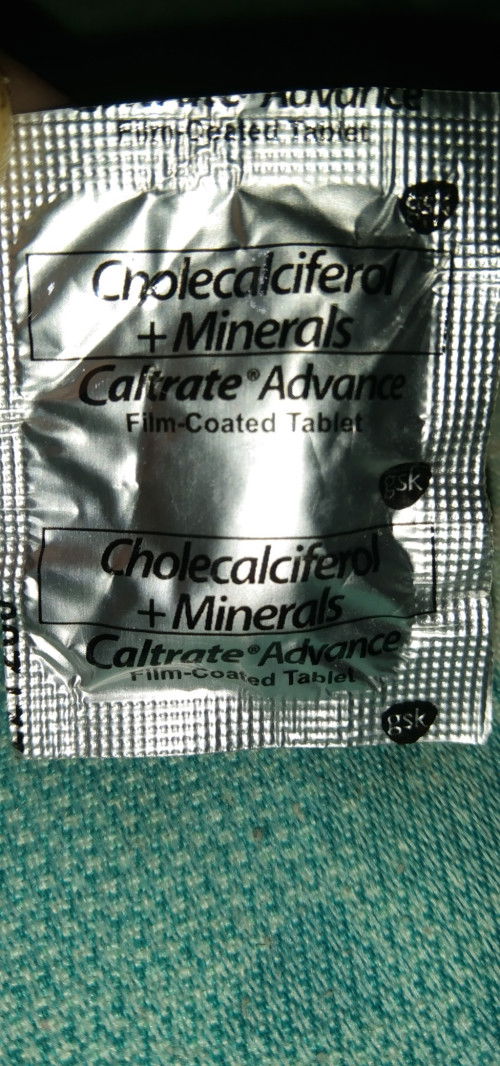 Advance
Film-Coated Tablet
gsk
Cholecalciferol
+Minerals
Caltrate® Advance
Film-Coated Tablet
gsk
Cholecalciferol
+Minerals
Caltrate® Advance
Film-Coated Tablet
gsk